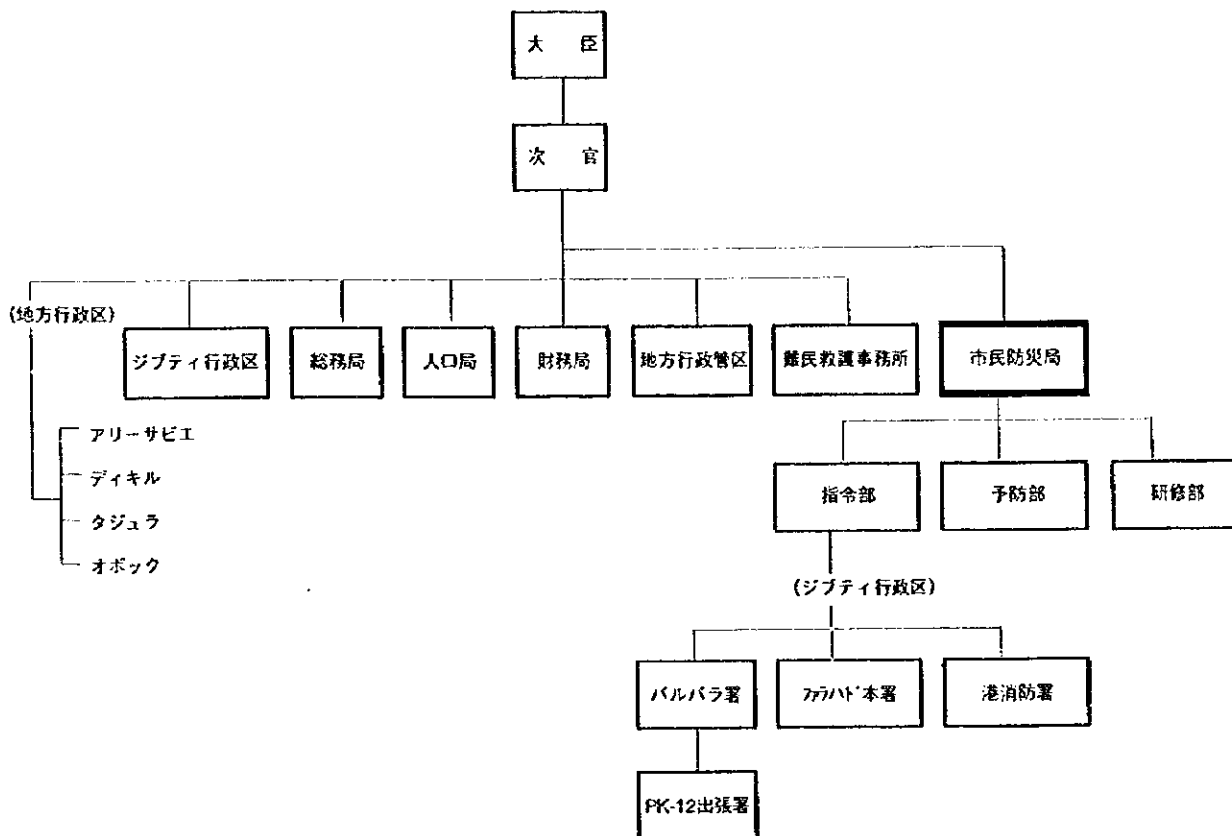 大 臣
次 官
(地方行政区)
ジブティ行政区
総務局
人口局
財務局
地方行政管区
難民救護事務所
市民防災局
アリーサビエ
ディキル
タジュラ
オボック
指令部
予防部
研修部
(ジブティ行政区)
バルバラ署
ファラハド本署
港消防署
PK-12出張署